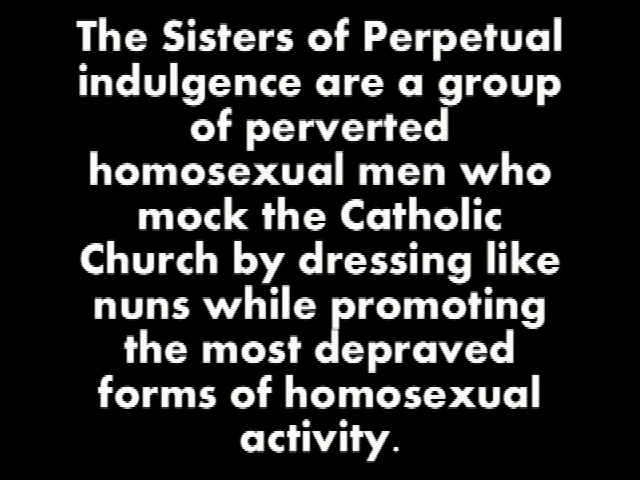 The Sisters of Perpetual
indulgence are a group
of perverted
homosexual men who
mock the Catholic
Church by dressing like
nuns while promoting
the most depraved
forms of homosexual
activity.